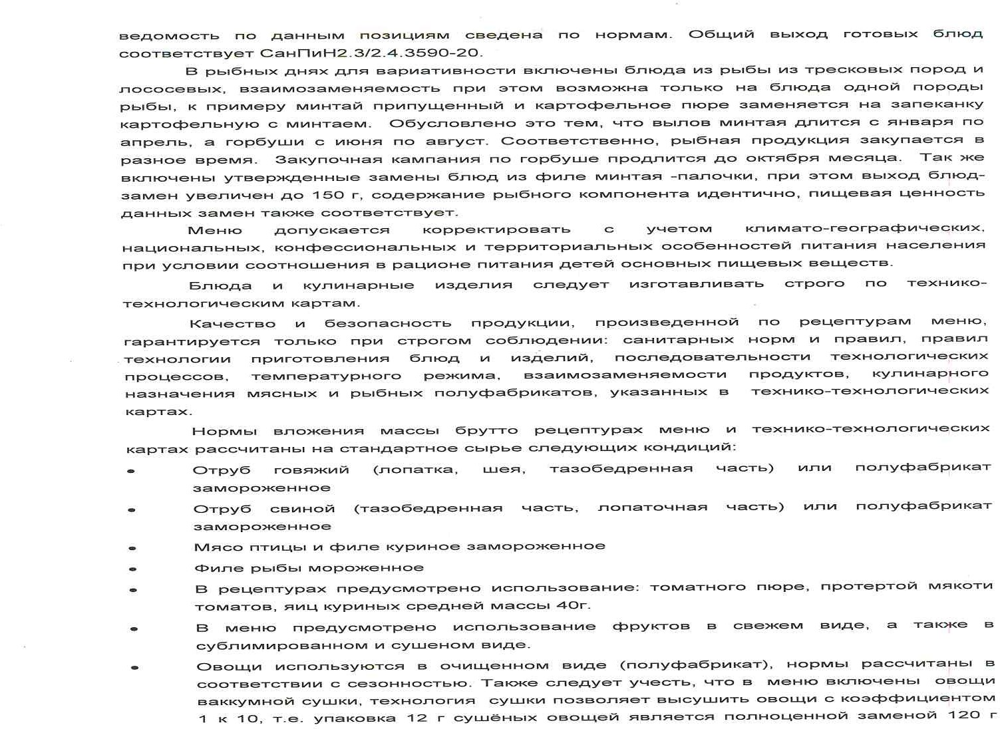 ведомость по данным позициям сведена по нормам. Общий выход готовых блюд
соответствует СанПиН2.3/2.4.3590-20.
В рыбных днях для вариативности включены блюда из рыбы из тресковых пород и
лососевых, взаимозаменяемость при этом возможна только на блюда одной породы
рыбы, к примеру минтай припущенный и картофельное пюре заменяется на запеканку
картофельную с минтаем. Обусловлено это тем, что вылов минтая длится с января по
апрель, а горбуши с июня по август. Соответственно, рыбная продукция закупается в
разное время. Закупочная кампания по горбуше продлится до октября месяца. Так же
включены утвержденные замены блюд из филе минтая -палочки, при этом выход блюд-
замен увеличен до 150 г, содержание рыбного компонента идентично, пищевая ценность
данных замен также соответствует.
Меню допускается корректировать с учетом климато-географических,
национальных, конфессиональных и территориальных особенностей питания населения
при условии соотношения в рационе питания детей основных пищевых веществ.
Блюда и кулинарные изделия следует изготавливать строго по технико-
технологическим картам.
Качество и безопасность продукции, произведенной по рецептурам меню,
гарантируется только при строгом соблюдении: санитарных норм и правил, правил
технологии приготовления блюд и изделий, последовательности технологических
процессов, температурного режима, взаимозаменяемости продуктов, кулинарного
назначения мясных и рыбных полуфабрикатов, указанных в технико-технологических
картах.
Нормы вложения массы брутто рецептурах меню и технико-технологических
картах рассчитаны на стандартное сырье следующих кондиций:
• Отруб говяжий (лопатка, шея, тазобедренная часть) или полуфабрикат
замороженное
• Отруб свиной (тазобедренная часть, лопаточная часть) или полуфабрикат
замороженное
• Мясо птицы и филе куриное замороженное
• Филе рыбы мороженное
• В рецептурах предусмотрено использование: томатного пюре, протертой мякоти
томатов, яиц куриных средней массы 40г.
• В меню предусмотрено использование фруктов в свежем виде, а также в
сублимированном и сушеном виде.
• Овощи используются в очищенном виде (полуфабрикат), нормы рассчитаны в
соответствии с сезонностью. Также следует учесть, что в меню включены овощи
ваккумной сушки, технология сушки позволяет высушить овощи с коэффициентом
1 к 10, т.е. упаковка 12 г сушёных овощей является полноценной заменой 120 г